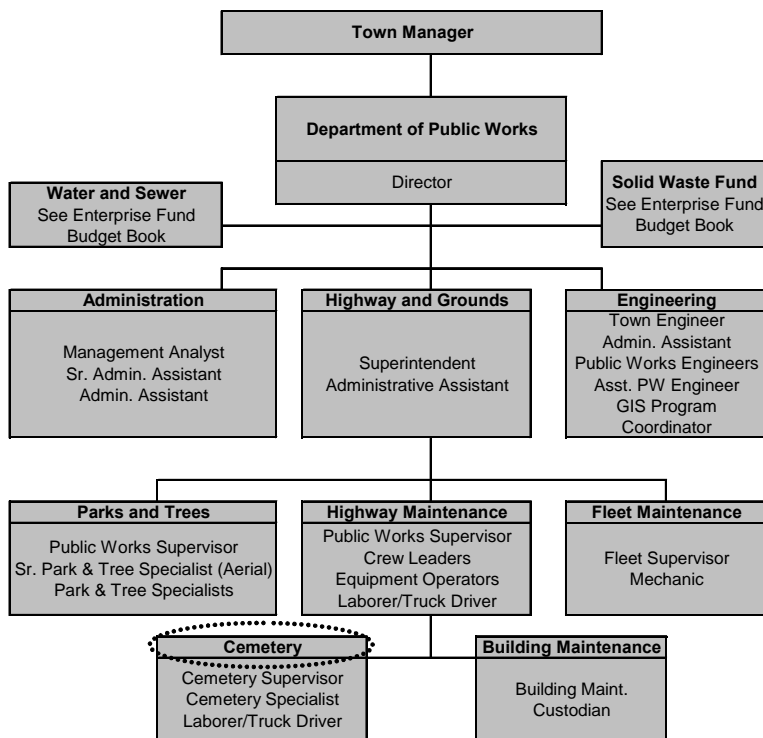 Town Manager
Department of Public Works
Director
Water and Sewer
See Enterprise Fund
Budget Book
Solid Waste Fund
See Enterprise Fund
Budget Book
Administration
Management Analyst
Sr. Admin. Assistant
Admin. Assistant
Highway and Grounds
Superintendent
Administrative Assistant
Engineering
Town Engineer
Admin. Assistant
Public Works Engineers
Asst. PW Engineer
GIS Program
Coordinator
Parks and Trees
Public Works Supervisor
Sr. Park & Tree Specialist (Aerial)
Park & Tree Specialists
Highway Maintenance
Public Works Supervisor
Crew Leaders
Equipment Operators
Laborer/Truck Driver
Fleet Maintenance
Fleet Supervisor
Mechanic
Cemetery
Cemetery Supervisor
Cemetery Specialist
Laborer/Truck Driver
Building Maintenance
Building Maint.
Custodian